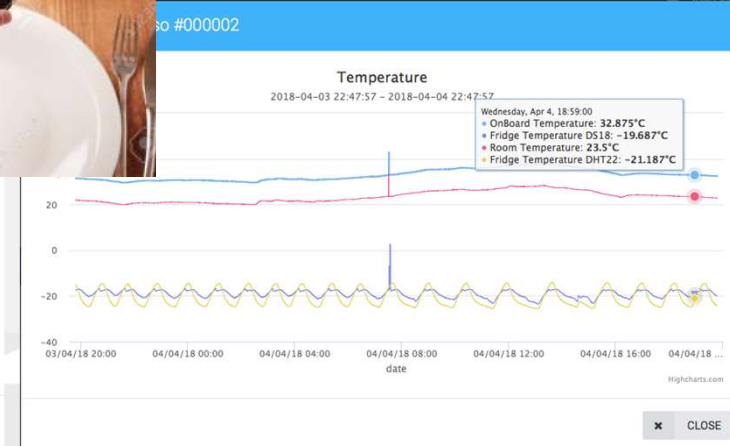 so #000002
Temperature
2018-04-03 22:47:57 - 2018-04-04 22:47:57
Wednesday, Apr 4, 18:59:00
OnBoard Temperature: 32.875°C
Fridge Temperature DS18: -19.687°C
Room Temperature: 23.5°C
Fridge Temperature DHT22: -21.187°C
20
0
-20
-40
03/04/18 20:00 04/04/18 00:00 04/04/18 04:00 04/04/18 08:00 04/04/18 12:00 04/04/18 16:00 04/04/18 ...
date
Highcharts.com
× CLOSE